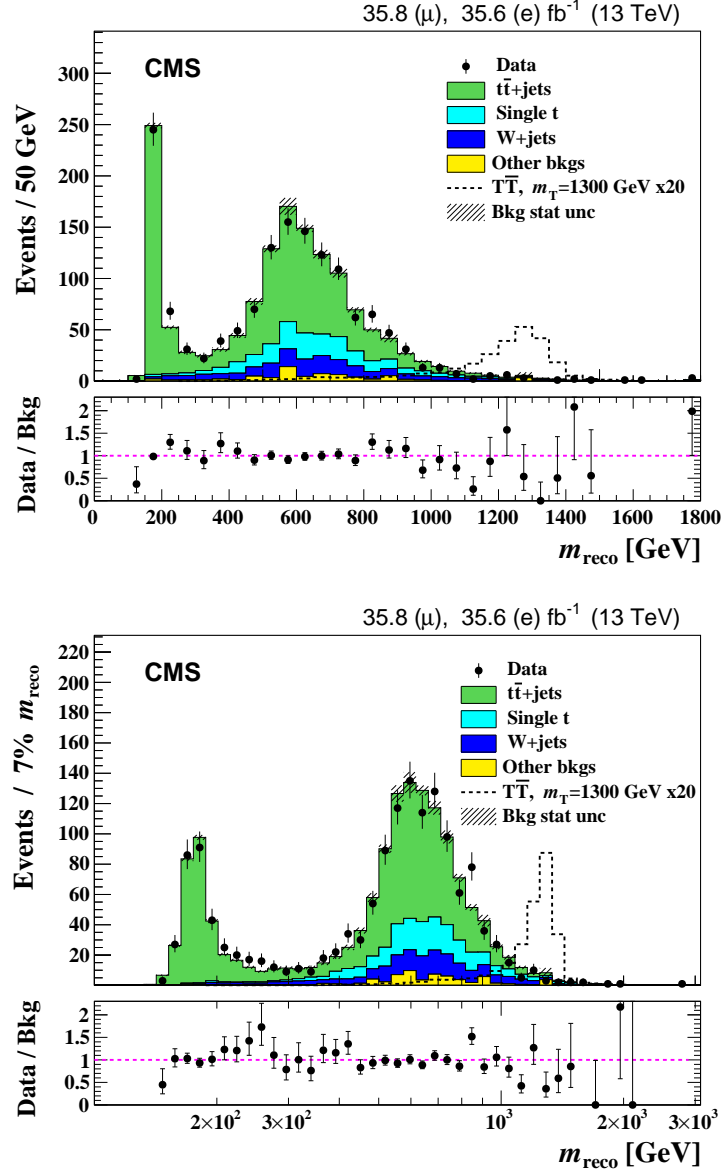 35.8 (μ), 35.6 (e) fb⁻¹ (13 TeV)
CMS
Events / 50 GeV
300
250
200
150
100
50
0
Data
tt̅+jets
Single t
W+jets
Other bkgs
TT̅, m_T=1300 GeV x20
Bkg stat unc
Data / Bkg
2
1.5
1
0.5
0
0 200 400 600 800 1000 1200 1400 1600 1800
m_reco [GeV]
35.8 (μ), 35.6 (e) fb⁻¹ (13 TeV)
CMS
Events / 7% m_reco
220
200
180
160
140
120
100
80
60
40
20
Data
tt̅+jets
Single t
W+jets
Other bkgs
TT̅, m_T=1300 GeV x20
Bkg stat unc
Data / Bkg
2
1.5
1
0.5
0
2×10² 3×10² 10³ 2×10³ 3×10³
m_reco [GeV]